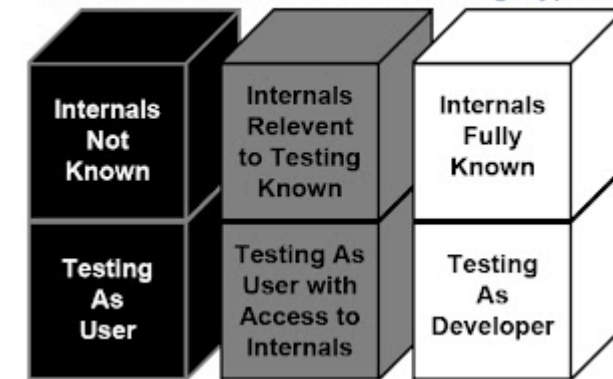 Internals
Not
Known
Internals
Relevent
to Testing
Known
Internals
Fully
Known
Testing
As
User
Testing As
User with
Access to
Internals
Testing
As
Developer